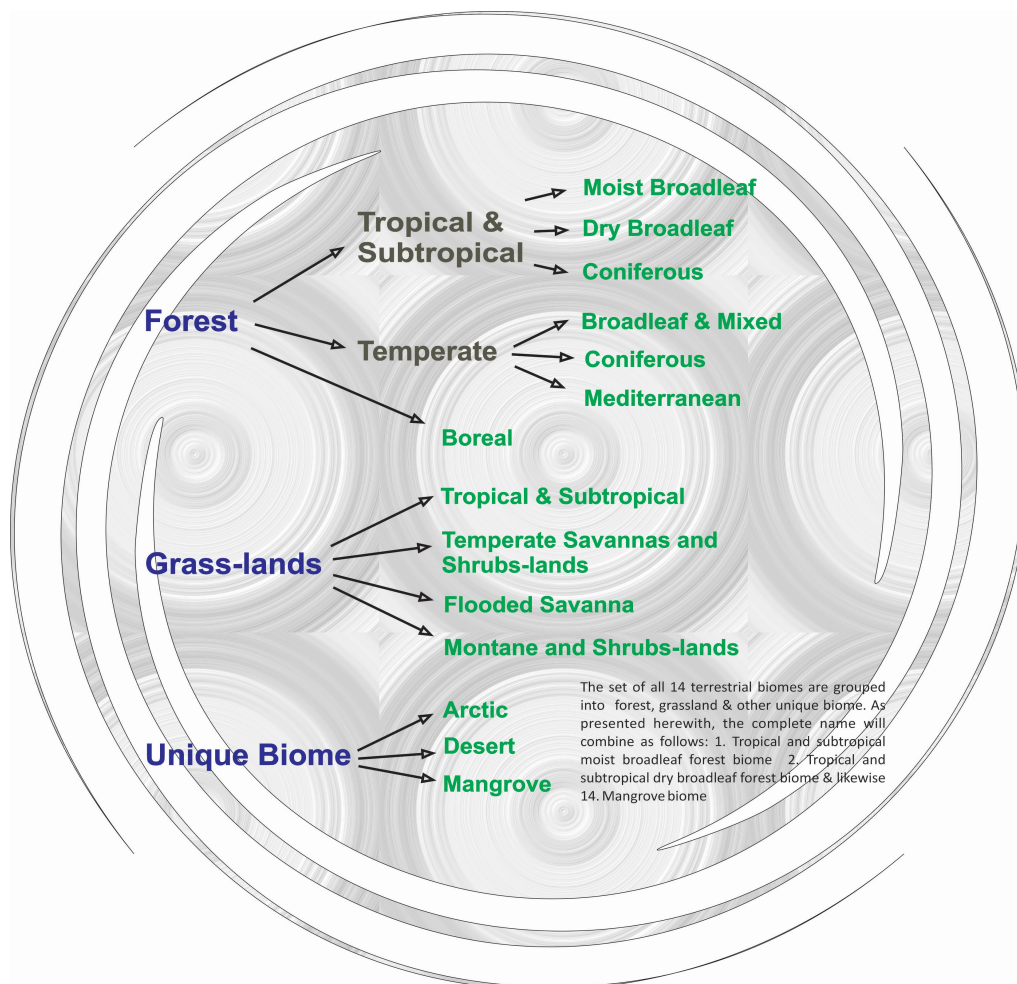 Moist Broadleaf
Tropical &
Subtropical
Dry Broadleaf
Coniferous
Forest
Broadleaf & Mixed
Temperate
Coniferous
Mediterranean
Boreal
Tropical & Subtropical
Grass-lands
Temperate Savannas and
Shrubs-lands
Flooded Savanna
Montane and Shrubs-lands
Unique Biome
Arctic
Desert
Mangrove
The set of all 14 terrestrial biomes are grouped
into forest, grassland & other unique biome. As
presented herewith, the complete name will
combine as follows: 1. Tropical and subtropical
moist broadleaf forest biome 2. Tropical and
subtropical dry broadleaf forest biome & likewise
14. Mangrove biome